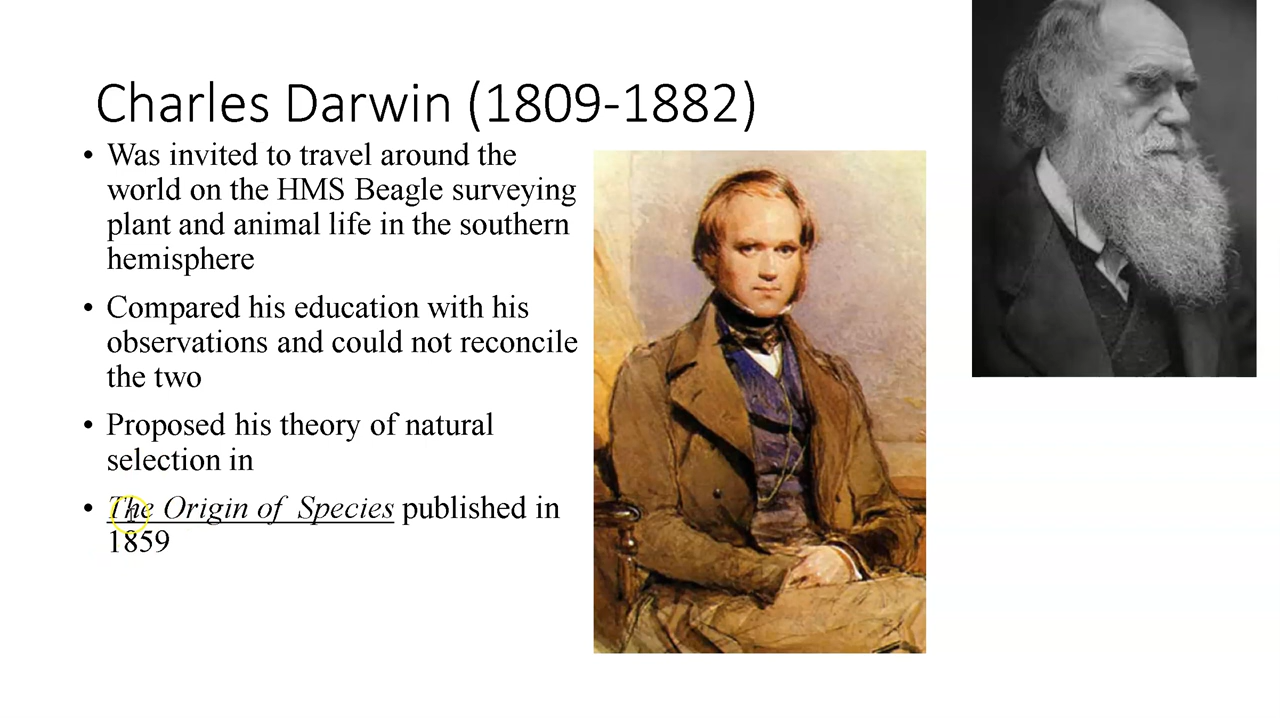 Charles Darwin (1809-1882)
• Was invited to travel around the
world on the HMS Beagle surveying
plant and animal life in the southern
hemisphere
• Compared his education with his
observations and could not reconcile
the two
• Proposed his theory of natural
selection in
• The Origin of Species published in
1859